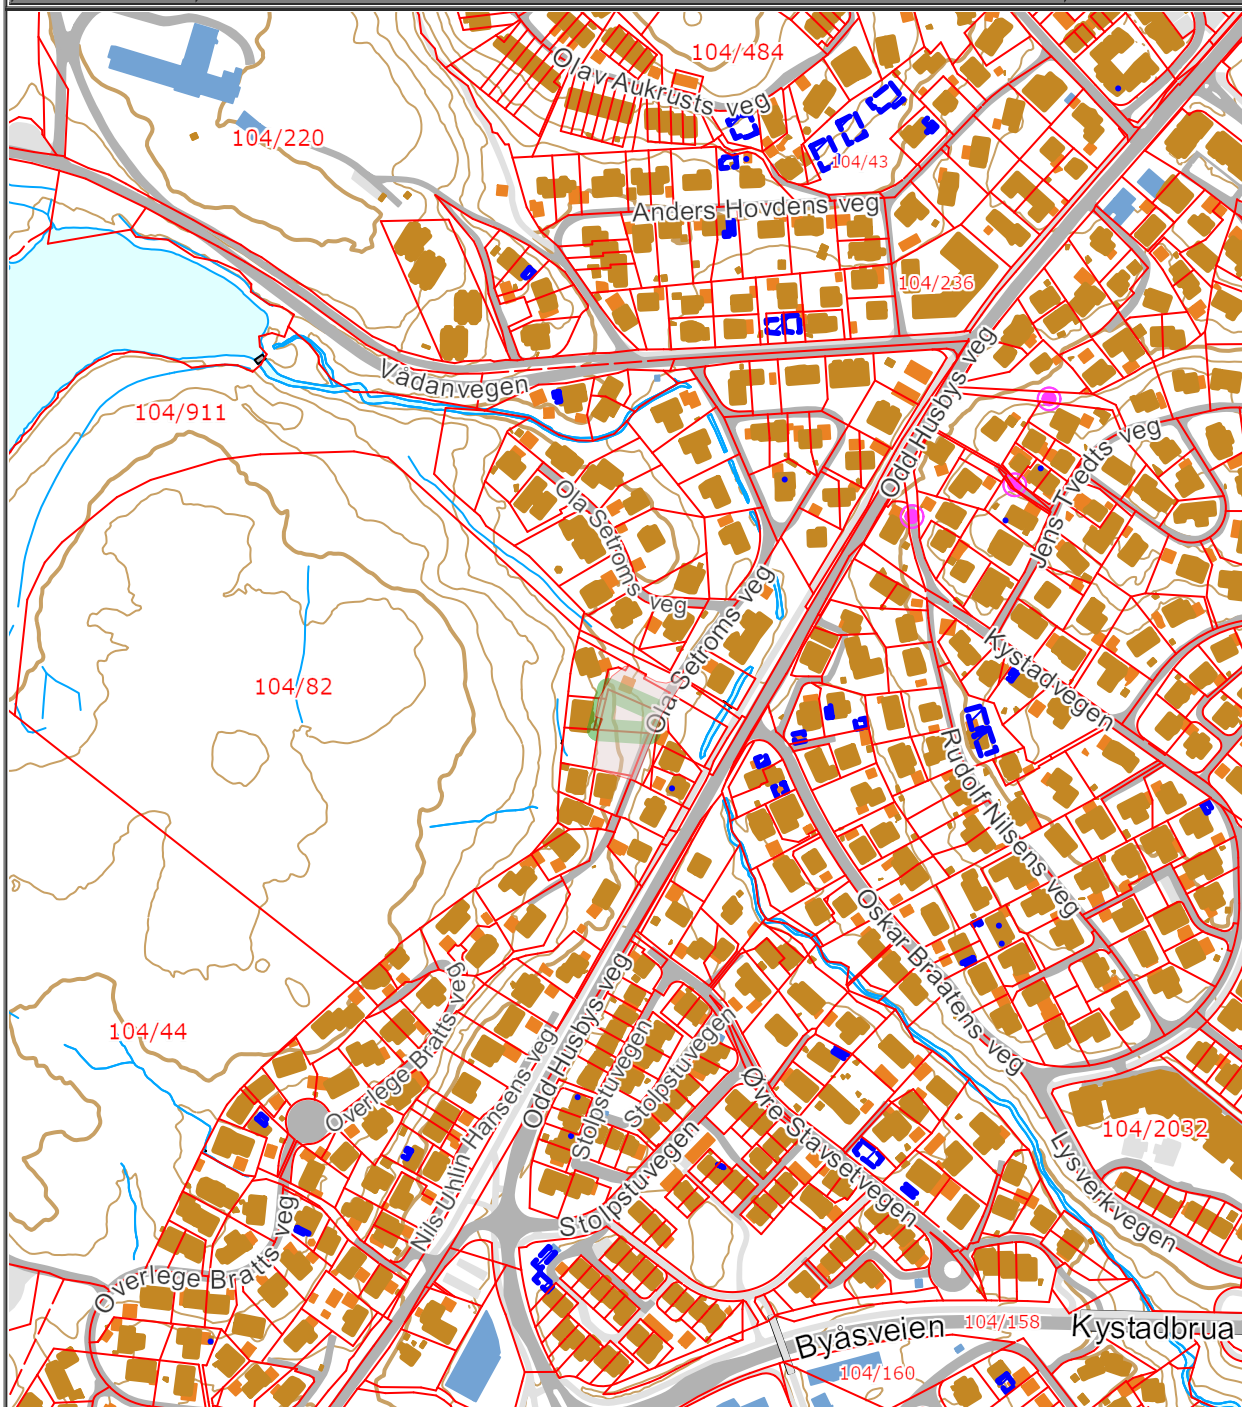 104/484
Olav Aukrusts veg
104/220
104/43
Anders Hovdens veg
104/236
Vådanvegen
Odd Husbys veg
104/911
Jens Tvedts veg
Ola Setroms veg
Ola Setroms veg
Kystadvegen
104/82
Rudolf Nilsens veg
Oskar Braatens veg
Overlege Bratts veg
Odd Husbys veg
Stolpstuvegen
Stolpstuvegen
104/44
Nils Uhlin Hansens veg
Øvre Stavsetvegen
104/2032
Lysverkvegen
Stolpstuvegen
Overlege Bratts veg
Byåsveien
104/158
Kystadbrua
104/160